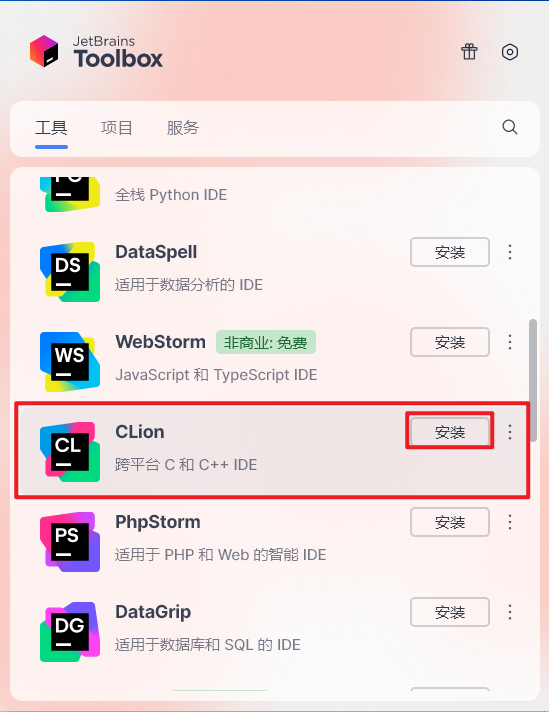 JetBrains
Toolbox
工具 项目 服务
全栈 Python IDE
DS
DataSpell
安装
适用于数据分析的 IDE
WS
WebStorm 非商业: 免费
安装
JavaScript 和 TypeScript IDE
CL
CLion
安装
跨平台 C 和 C++ IDE
PS
PhpStorm
安装
适用于 PHP 和 Web 的智能 IDE
DG
DataGrip
安装
适用于数据库和 SQL 的 IDE